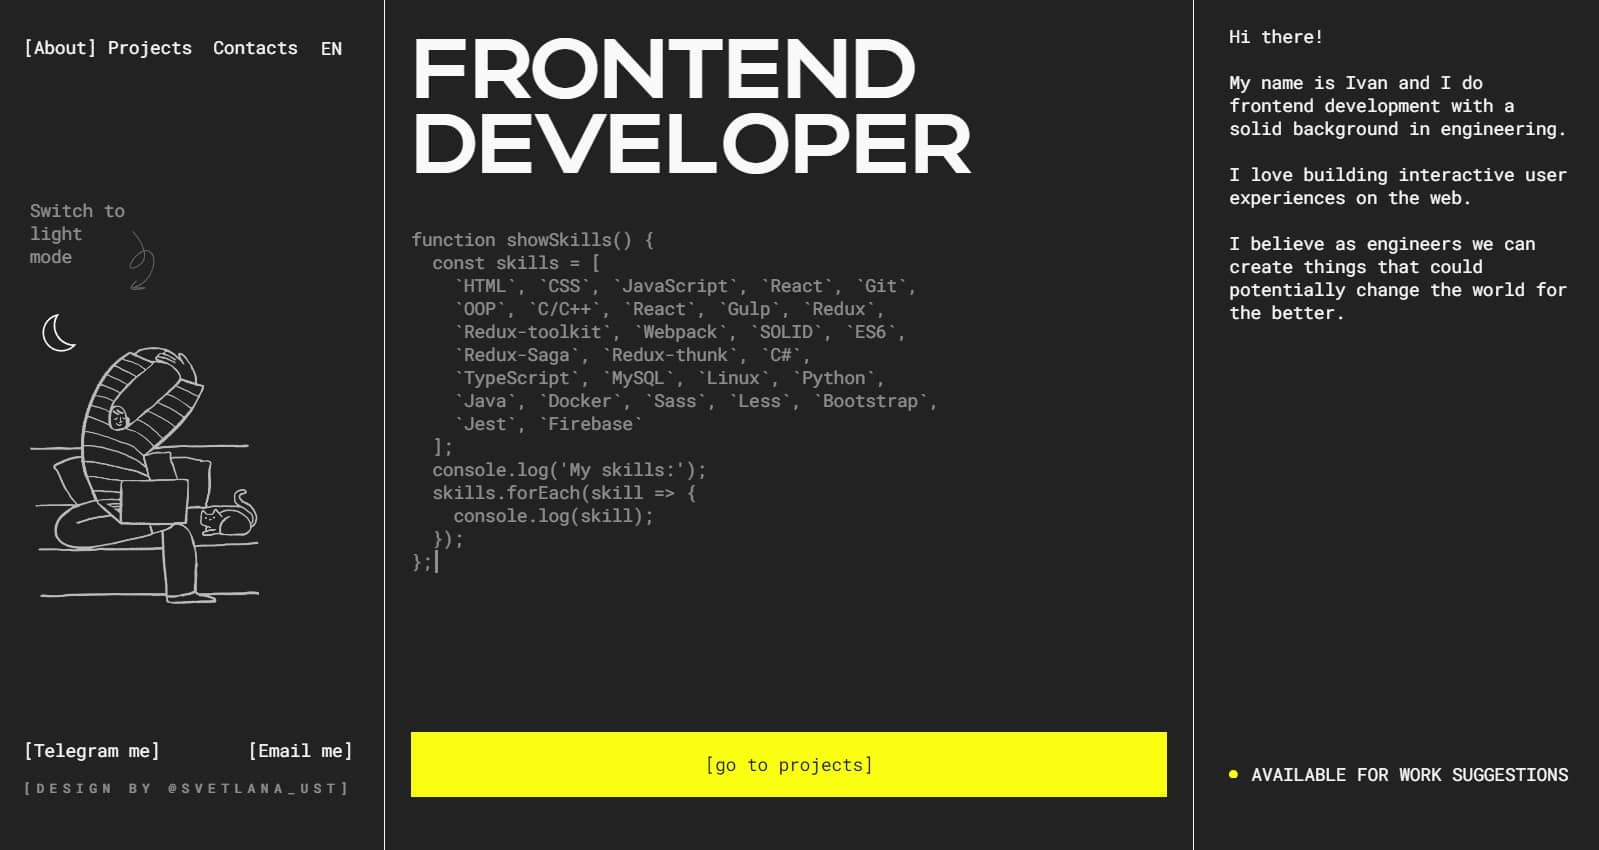 [About] Projects Contacts EN
Switch to
light
mode
[Telegram me] [Email me]
[DESIGN BY @SVETLANA_UST]
FRONTEND
DEVELOPER
function showSkills() {
  const skills = [
    `HTML`, `CSS`, `JavaScript`, `React`, `Git`,
    `OOP`, `C/C++`, `React`, `Gulp`, `Redux`,
    `Redux-toolkit`, `Webpack`, `SOLID`, `ES6`,
    `Redux-Saga`, `Redux-thunk`, `C#`,
    `TypeScript`, `MySQL`, `Linux`, `Python`,
    `Java`, `Docker`, `Sass`, `Less`, `Bootstrap`,
    `Jest`, `Firebase`
  ];
  console.log('My skills:');
  skills.forEach(skill => {
    console.log(skill);
  });
};
[go to projects]
Hi there!
My name is Ivan and I do
frontend development with a
solid background in engineering.
I love building interactive user
experiences on the web.
I believe as engineers we can
create things that could
potentially change the world for
the better.
AVAILABLE FOR WORK SUGGESTIONS